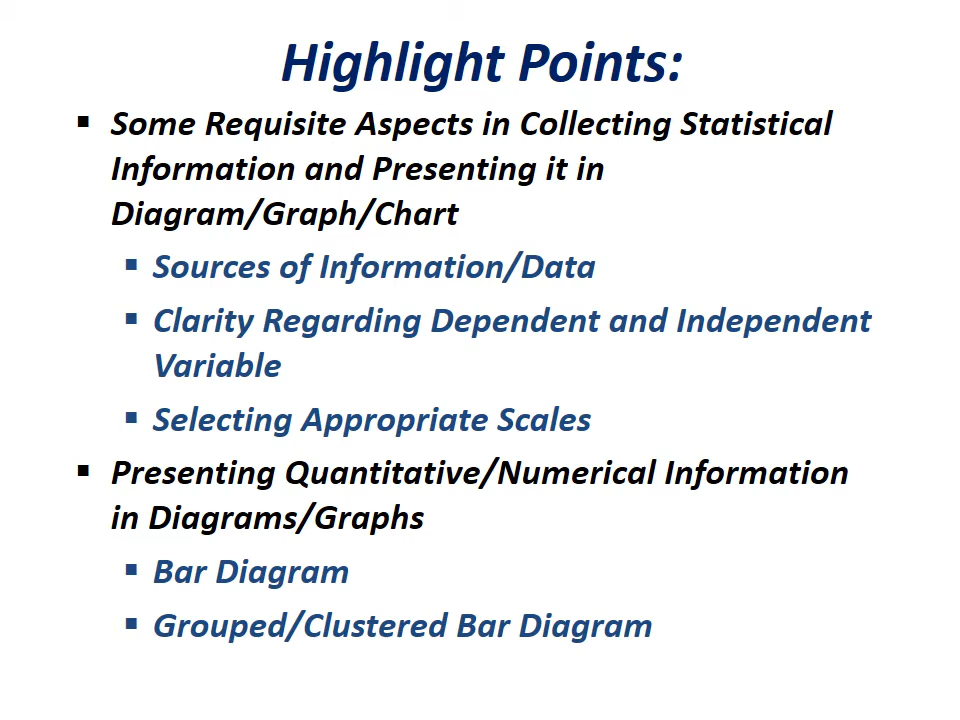 Highlight Points:
▪ Some Requisite Aspects in Collecting Statistical
Information and Presenting it in
Diagram/Graph/Chart
▪ Sources of Information/Data
▪ Clarity Regarding Dependent and Independent
Variable
▪ Selecting Appropriate Scales
▪ Presenting Quantitative/Numerical Information
in Diagrams/Graphs
▪ Bar Diagram
▪ Grouped/Clustered Bar Diagram